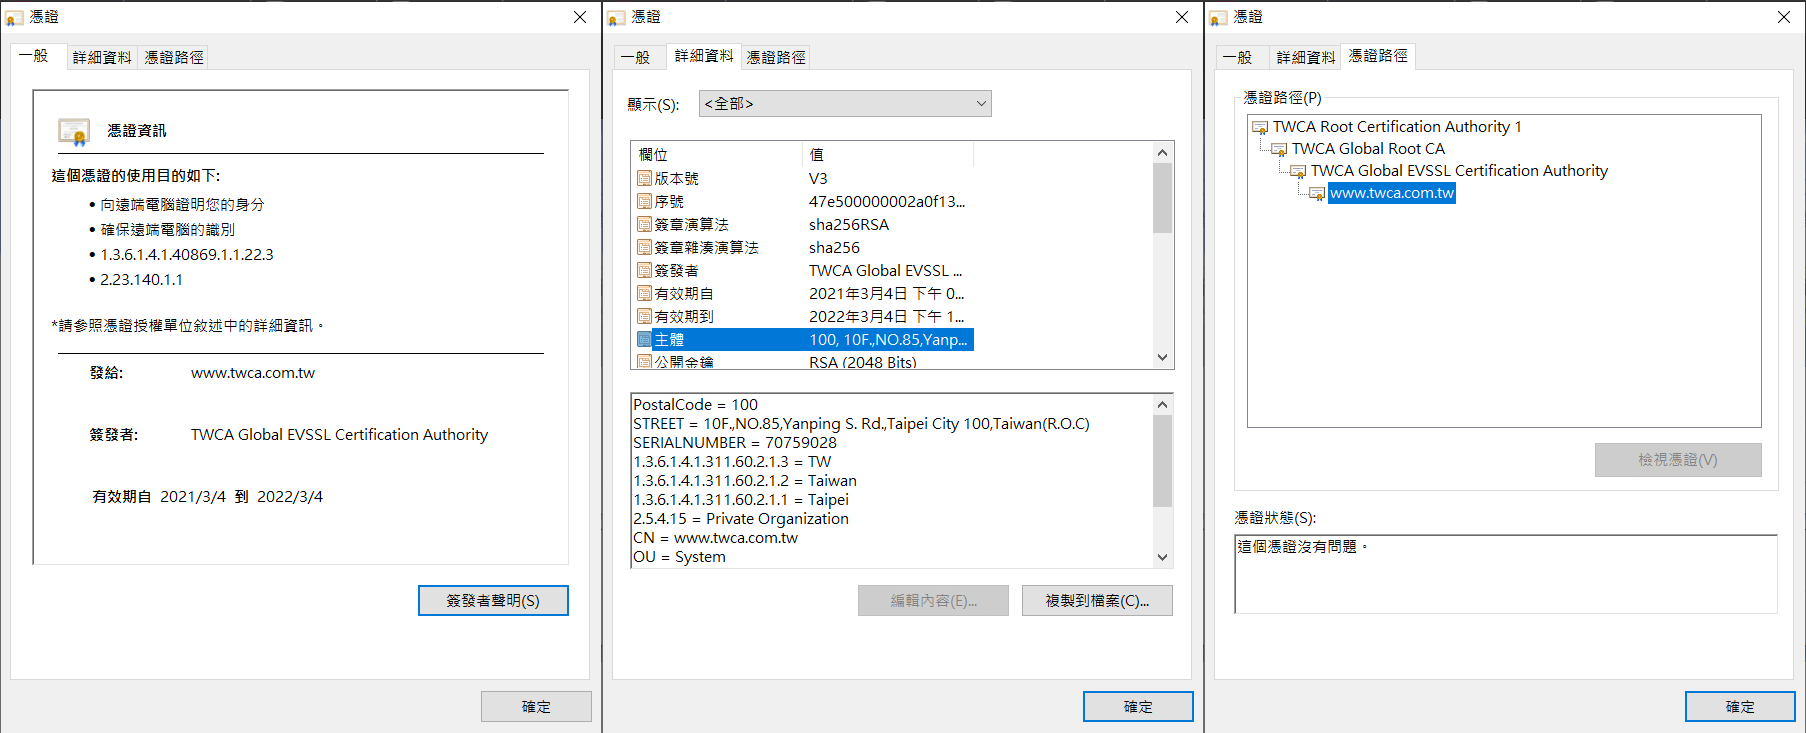 憑證
一般
詳細資料
憑證路徑
憑證資訊
這個憑證的使用目的如下:
• 向遠端電腦證明您的身分
• 確保遠端電腦的識別
• 1.3.6.1.4.1.40869.1.1.22.3
• 2.23.140.1.1
*請參照憑證授權單位敘述中的詳細資訊。
發給: www.twca.com.tw
簽發者: TWCA Global EVSSL Certification Authority
有效期自 2021/3/4 到 2022/3/4
簽發者聲明(S)
確定
憑證
一般
詳細資料
憑證路徑
顯示(S): <全部>
欄位 值
版本號 V3
序號 47e500000002a0f13...
簽章演算法 sha256RSA
簽章雜湊演算法 sha256
簽發者 TWCA Global EVSSL ...
有效期自 2021年3月4日 下午 0...
有效期到 2022年3月4日 下午 1...
主體 100, 10F.,NO.85,Yanp...
公開金鑰 RSA (2048 Bits)
PostalCode = 100
STREET = 10F.,NO.85,Yanping S. Rd.,Taipei City 100,Taiwan(R.O.C)
SERIALNUMBER = 70759028
1.3.6.1.4.1.311.60.2.1.3 = TW
1.3.6.1.4.1.311.60.2.1.2 = Taiwan
1.3.6.1.4.1.311.60.2.1.1 = Taipei
2.5.4.15 = Private Organization
CN = www.twca.com.tw
OU = System
編輯內容(E)...
複製到檔案(C)...
確定
憑證
一般
詳細資料
憑證路徑
憑證路徑(P)
TWCA Root Certification Authority 1
TWCA Global Root CA
TWCA Global EVSSL Certification Authority
www.twca.com.tw
檢視憑證(V)
憑證狀態(S):
這個憑證沒有問題。
確定